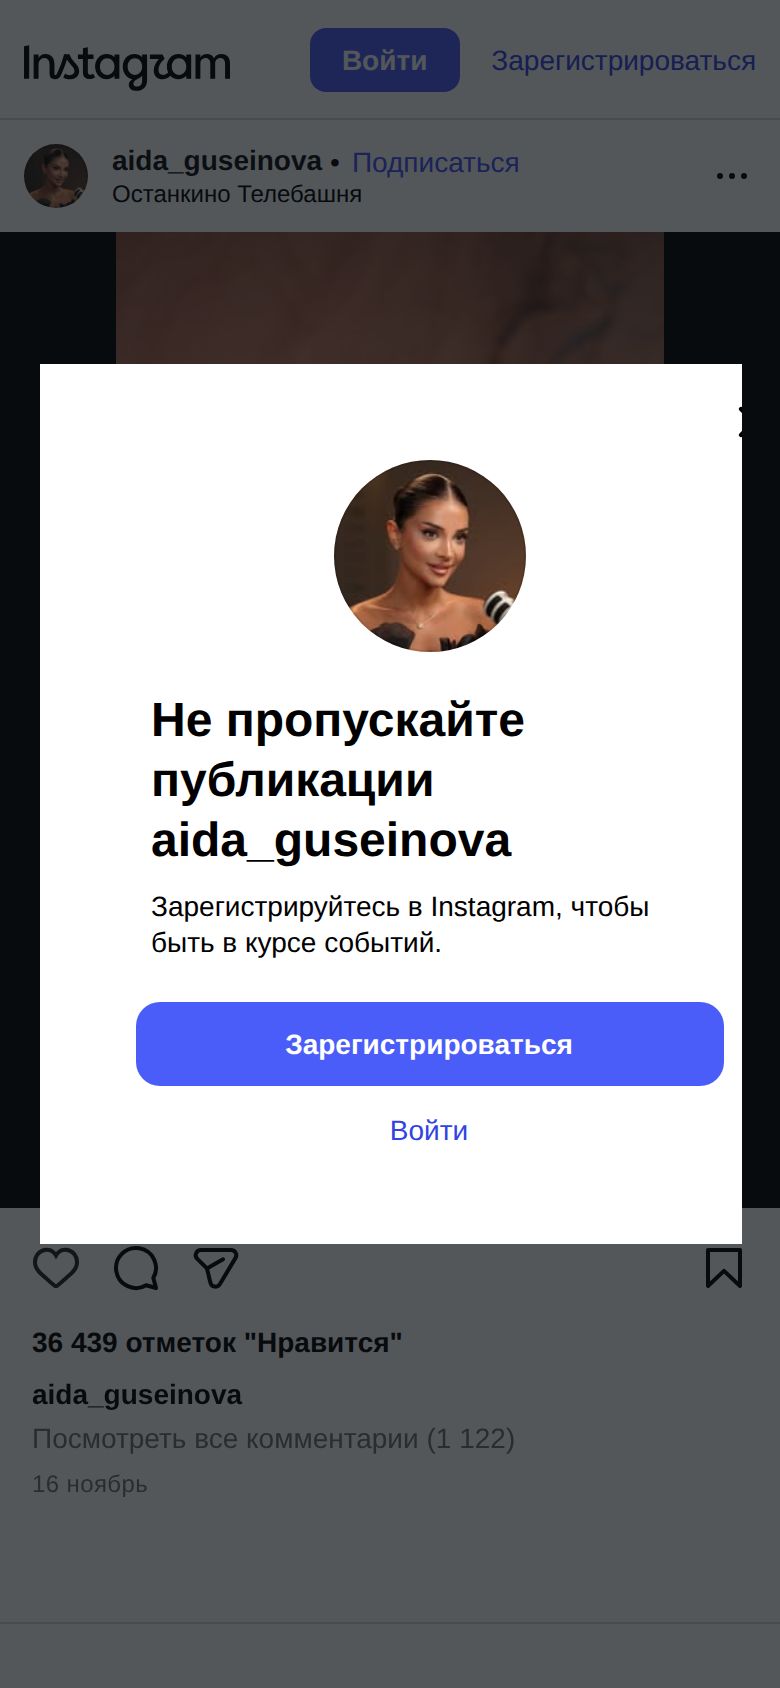 Instagram
Войти
Зарегистрироваться
aida_guseinova • Подписаться
Останкино Телебашня
Не пропускайте
публикации
aida_guseinova
Зарегистрируйтесь в Instagram, чтобы
быть в курсе событий.
Зарегистрироваться
Войти
36 439 отметок "Нравится"
aida_guseinova
Посмотреть все комментарии (1 122)
16 ноябрь